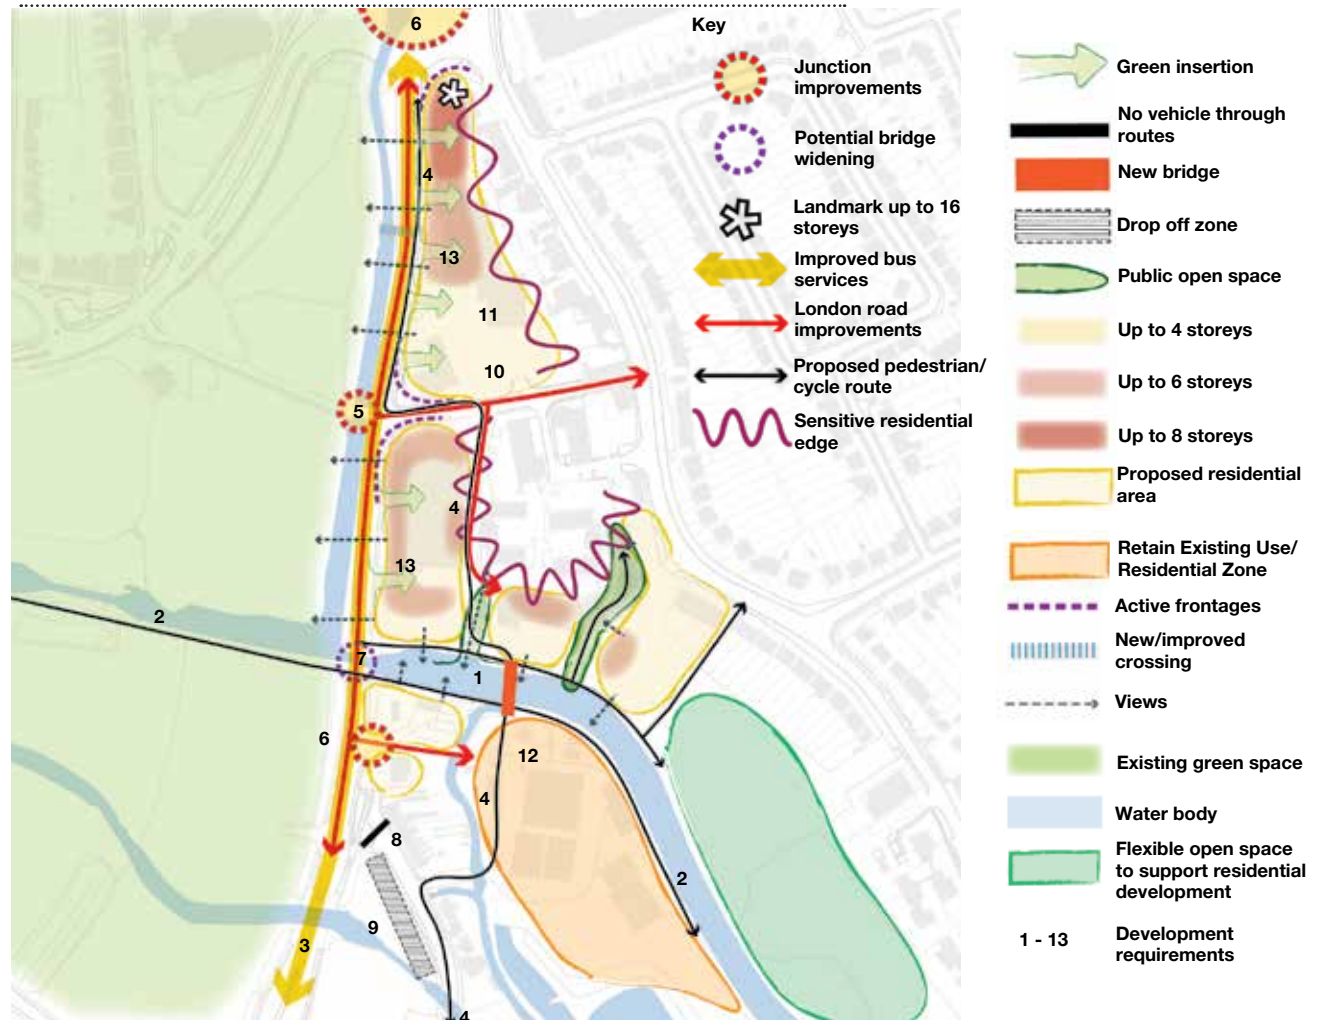 6
4
13
11
10
5
4
13
2
7
1
6
12
4
8
2
9
3
4
Key
Junction
improvements
Potential bridge
widening
Landmark up to 16
storeys
Improved bus
services
London road
improvements
Proposed pedestrian/
cycle route
Sensitive residential
edge
Green insertion
No vehicle through
routes
New bridge
Drop off zone
Public open space
Up to 4 storeys
Up to 6 storeys
Up to 8 storeys
Proposed residential
area
Retain Existing Use/
Residential Zone
Active frontages
New/improved
crossing
Views
Existing green space
Water body
Flexible open space
to support residential
development
1 - 13 Development
requirements